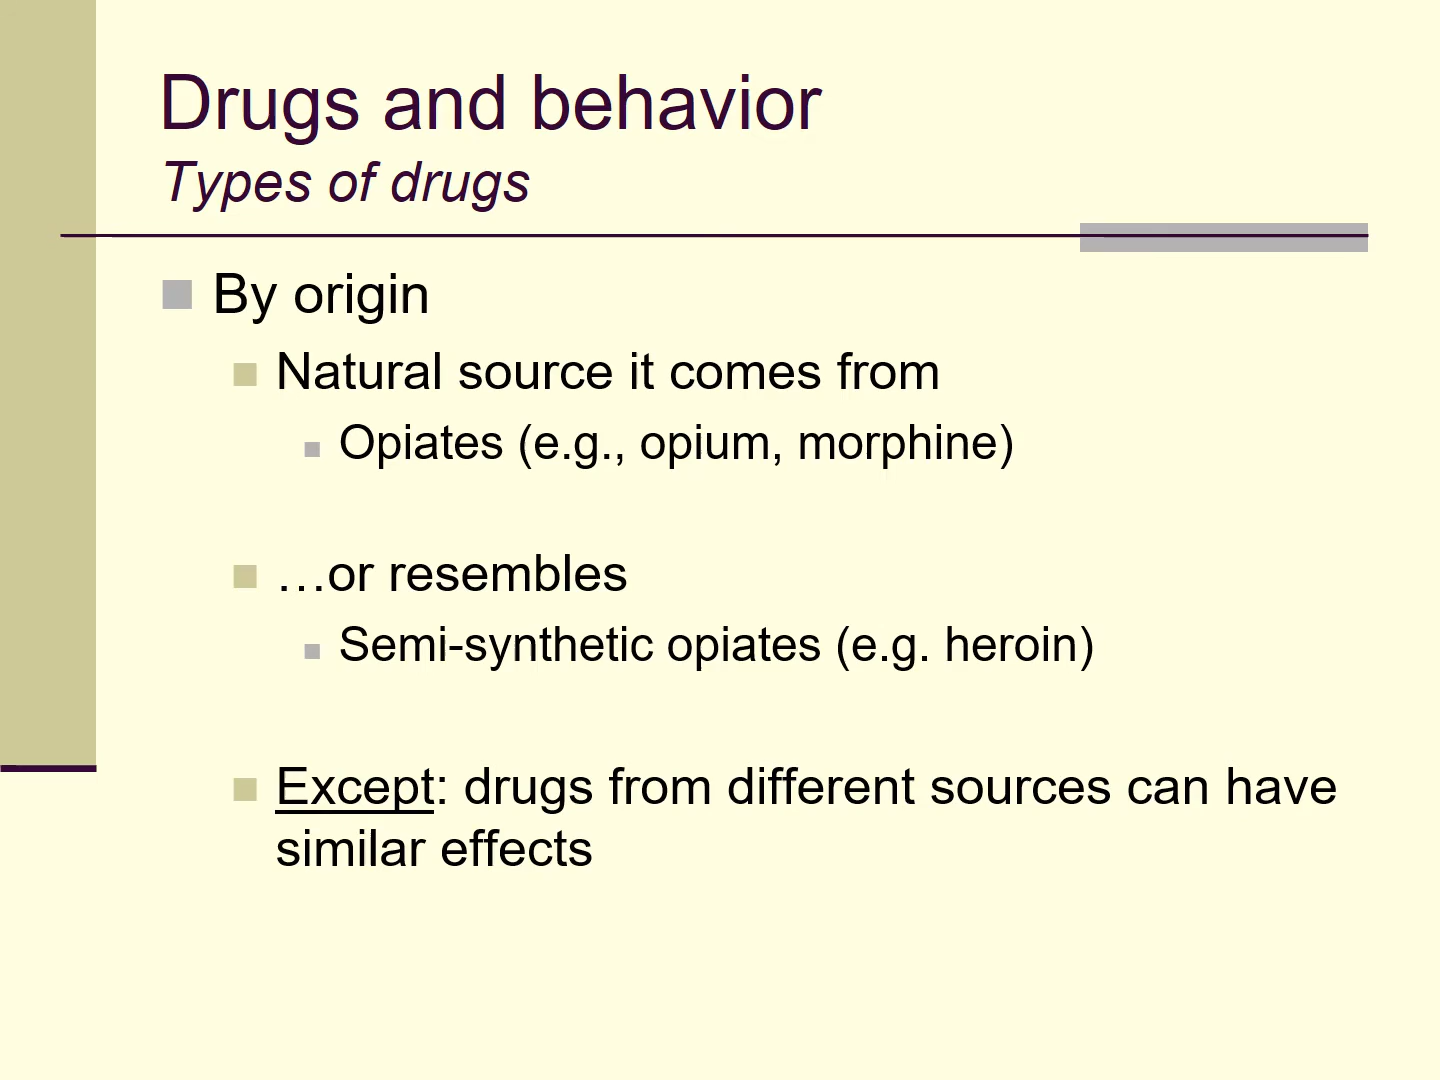 Drugs and behavior
Types of drugs
By origin
Natural source it comes from
Opiates (e.g., opium, morphine)
…or resembles
Semi-synthetic opiates (e.g. heroin)
Except: drugs from different sources can have
similar effects